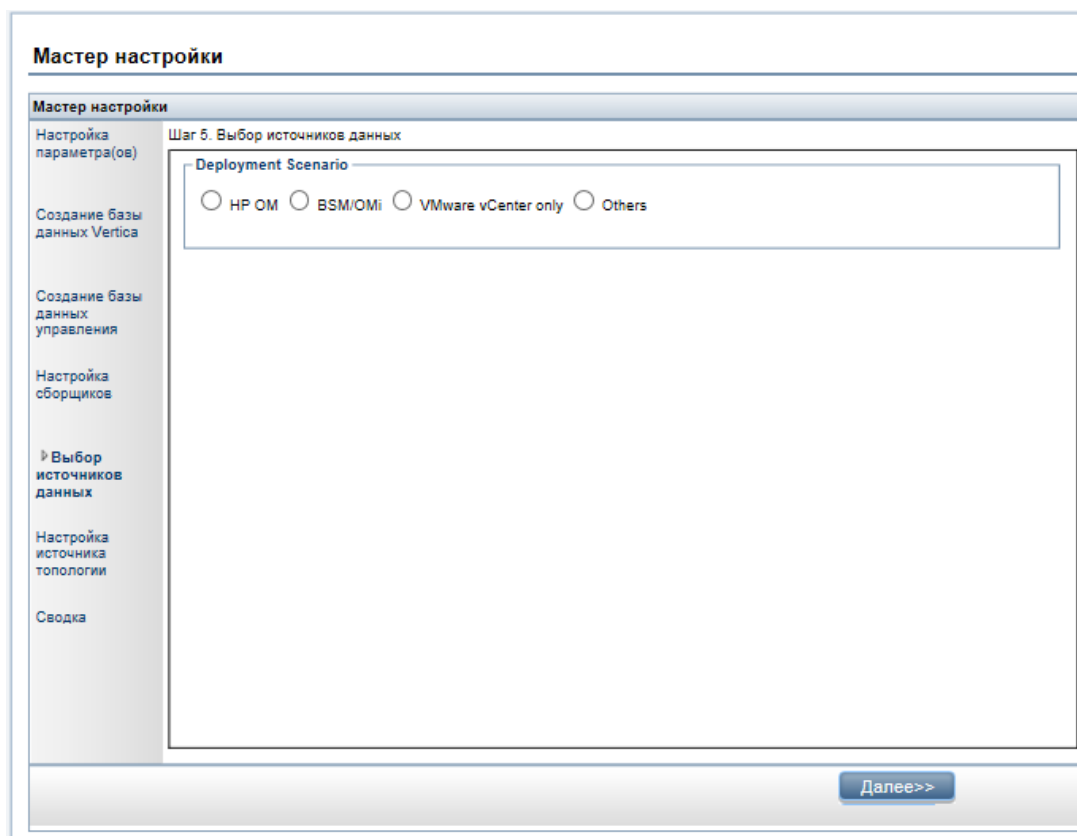 Мастер настройки
Мастер настройки
Настройка
параметра(ов)
Создание базы
данных Vertica
Создание базы
данных
управления
Настройка
сборщиков
Выбор
источников
данных
Настройка
источника
топологии
Сводка
Шаг 5. Выбор источников данных
Deployment Scenario
HP OM BSM/OMi VMware vCenter only Others
Далее>>